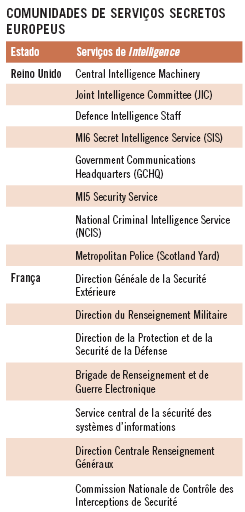 COMUNIDADES DE SERVIÇOS SECRETOS
EUROPEUS
Estado Serviços de Intelligence
Reino Unido Central Intelligence Machinery
Joint Intelligence Committee (JIC)
Defence Intelligence Staff
MI6 Secret Intelligence Service (SIS)
Government Communications
Headquarters (GCHQ)
MI5 Security Service
National Criminal Intelligence Service
(NCIS)
Metropolitan Police (Scotland Yard)
França Direction Généale de la Securité
Extérieure
Direction du Renseignement Militaire
Direction de la Protection et de la
Securité de la Défense
Brigade de Renseignement et de
Guerre Electronique
Service central de la sécurité des
systèmes d'informations
Direction Centrale Renseignement
Généraux
Commission Nationale de Contrôle des
Interceptions de Securité